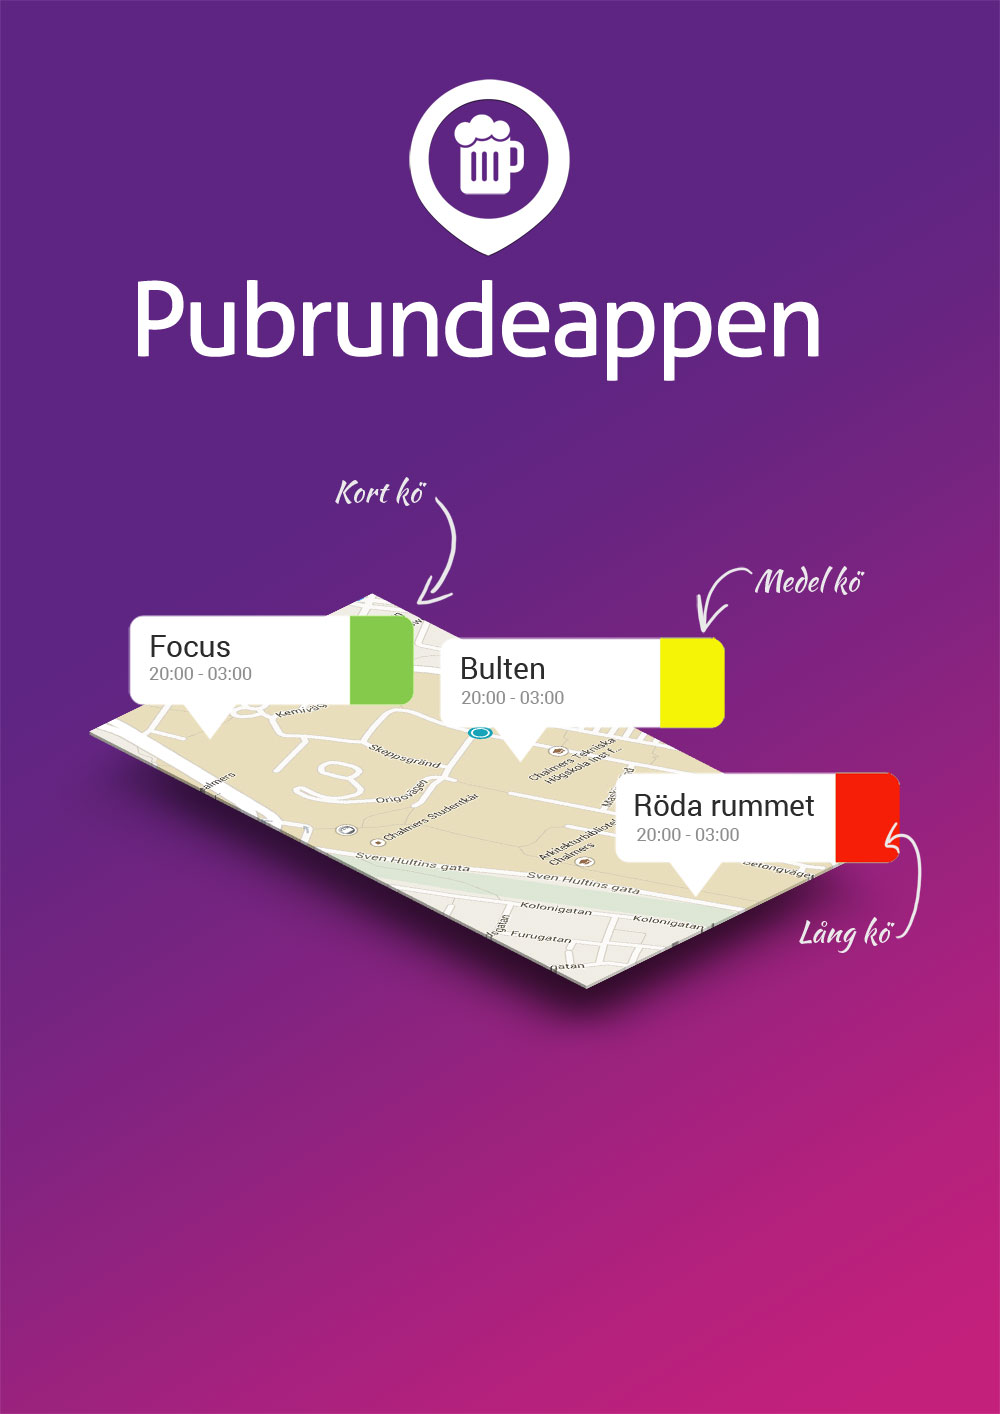 Pubrundeappen
Kort kö
Medel kö
Focus
20:00 - 03:00
Bulten
20:00 - 03:00
Röda rummet
20:00 - 03:00
Lång kö
Skeppsgränd
Origovägen
Chalmers Tekniska
Högskola Inst f...
Chalmers
Chalmers Studentkår
Chalmers
Sven Hultins gata
Sven Hultins gata
Kolonigatan
Kolonigatan
Furugatan
gatan